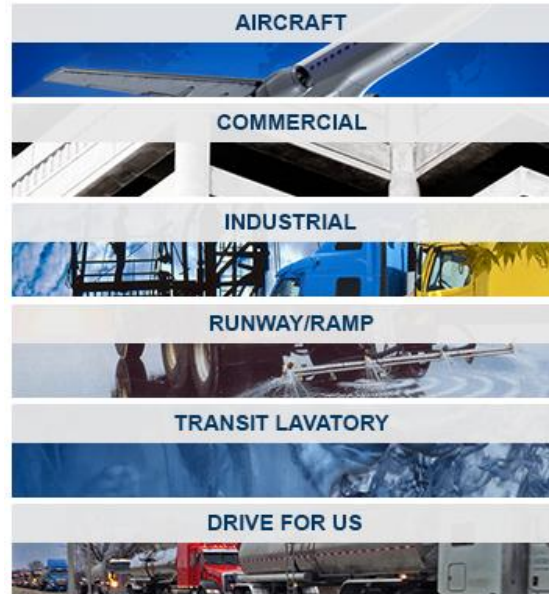 AIRCRAFT
COMMERCIAL
INDUSTRIAL
RUNWAY/RAMP
TRANSIT LAVATORY
DRIVE FOR US